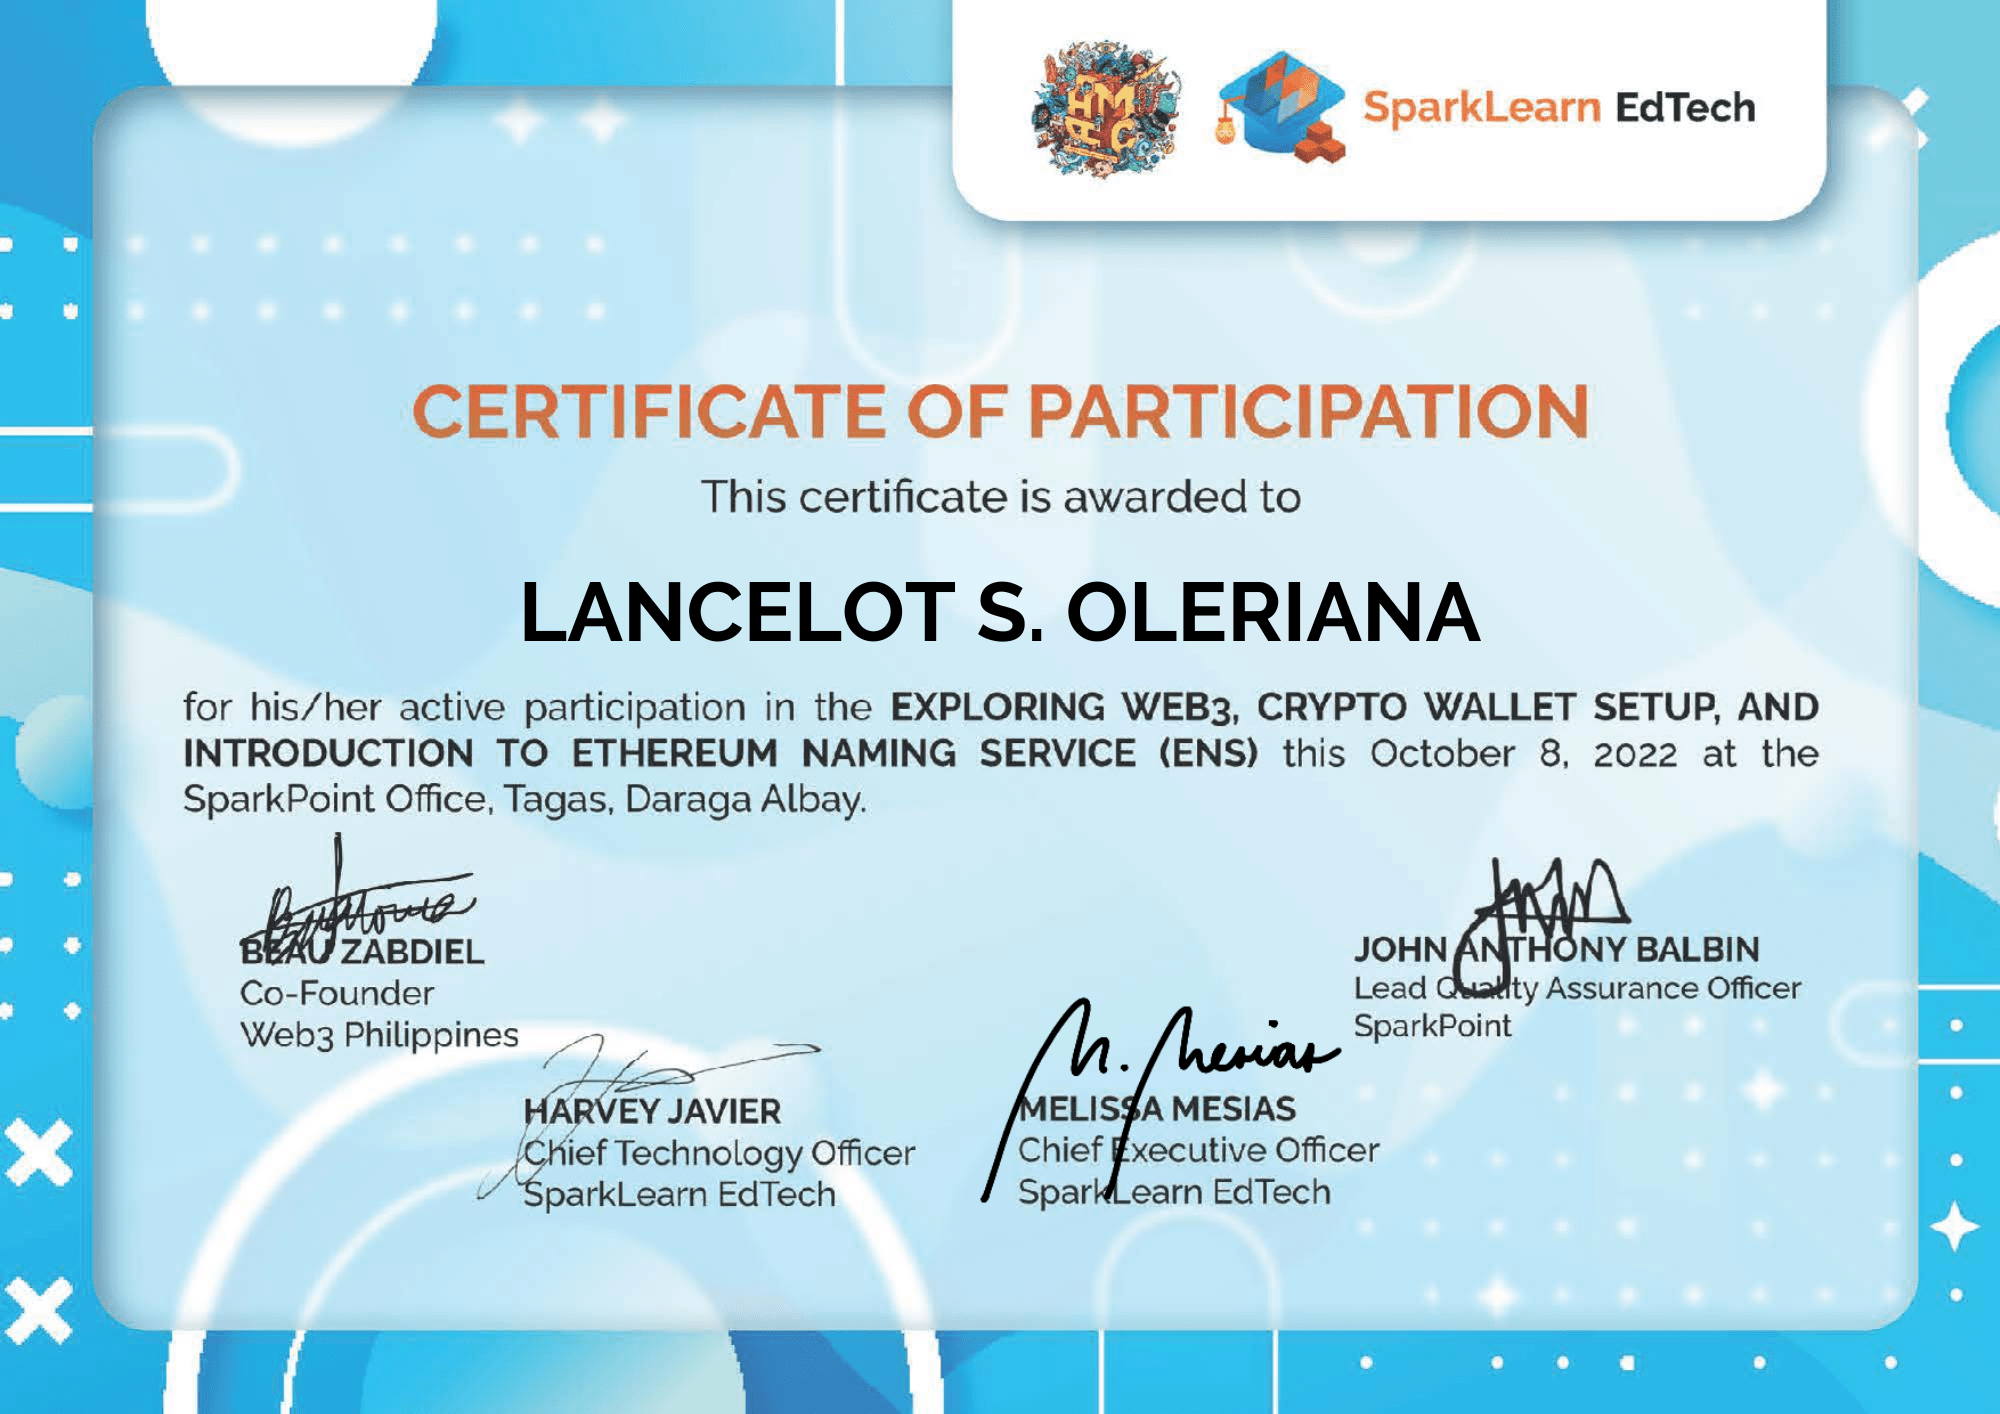 HMCA
SparkLearn EdTech
CERTIFICATE OF PARTICIPATION
This certificate is awarded to
LANCELOT S. OLERIANA
for his/her active participation in the EXPLORING WEB3, CRYPTO WALLET SETUP, AND
INTRODUCTION TO ETHEREUM NAMING SERVICE (ENS) this October 8, 2022 at the
SparkPoint Office, Tagas, Daraga Albay.
BEAU ZABDIEL
Co-Founder
Web3 Philippines
JOHN ANTHONY BALBIN
Lead Quality Assurance Officer
SparkPoint
HARVEY JAVIER
Chief Technology Officer
SparkLearn EdTech
M. Mesias
MELISSA MESIAS
Chief Executive Officer
SparkLearn EdTech